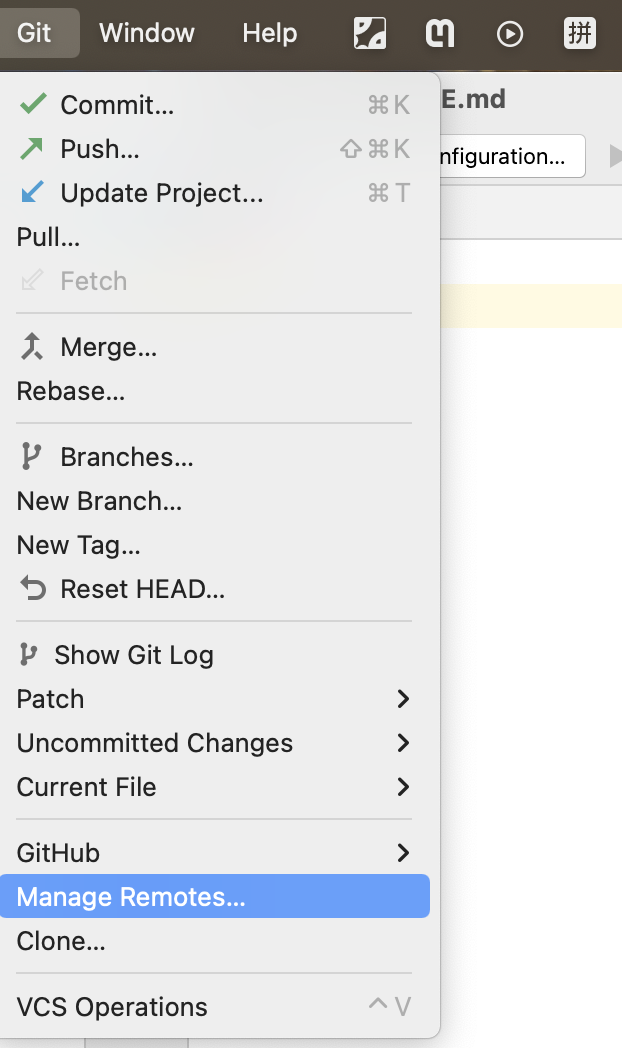 Git Window Help 拼
E.md
Commit... ⌘K
Push... ⇧⌘K
nfiguration...
Update Project... ⌘T
Pull...
Fetch
Merge...
Rebase...
Branches...
New Branch...
New Tag...
Reset HEAD...
Show Git Log
Patch
Uncommitted Changes
Current File
GitHub
Manage Remotes...
Clone...
VCS Operations ^V